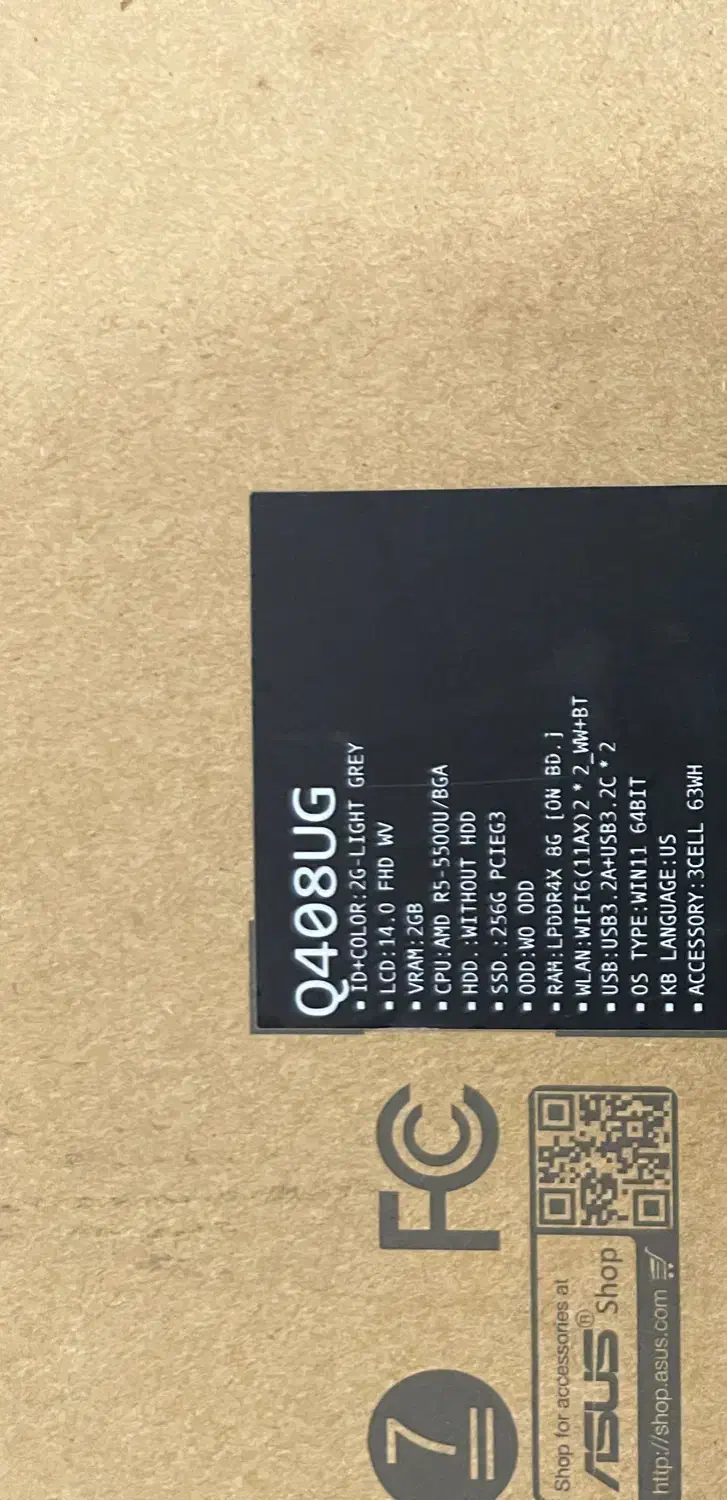 Q408UG
▪ ID+COLOR:2G-LIGHT GREY
▪ LCD:14.0 FHD WV
▪ VRAM:2GB
▪ CPU:AMD R5-5500U/BGA
▪ HDD.:WITHOUT HDD
▪ SSD.:256G PCIEG3
▪ ODD:WO ODD
▪ RAM:LPDDR4X 8G [ON BD.]
▪ WLAN:WIFI6(11AX)2*2_WW+BT
▪ USB:USB3.2A+USB3.2C*2
▪ OS TYPE:WIN11 64BIT
▪ KB LANGUAGE:US
▪ ACCESSORY:3CELL 63WH
7
FC
Shop for accessories at
ASUS® Shop
http://shop.asus.com